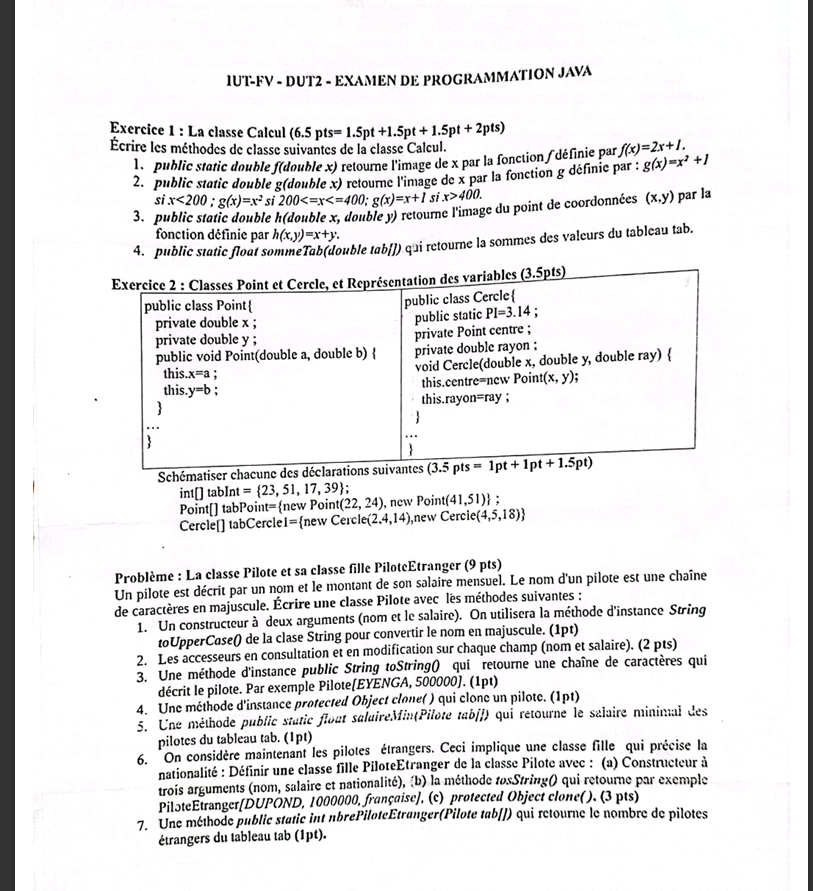 IUT-FV - DUT2 - EXAMEN DE PROGRAMMATION JAVA
Exercice 1 : La classe Calcul (6.5 pts= 1.5pt +1.5pt + 1.5pt + 2pts)
Écrire les méthodes de classe suivantes de la classe Calcul.
1. public static double f(double x) retourne l'image de x par la fonction f définie par f(x)=2x+1.
2. public static double g(double x) retourne l'image de x par la fonction g définie par : g(x)=x² +1
si x<200 ; g(x)=x² si 200<=x<=400; g(x)=x+1 si x>400.
3. public static double h(double x, double y) retourne l'image du point de coordonnées (x,y) par la
fonction définie par h(x,y)=x+y.
4. public static float sommeTab(double tab[]) qui retourne la sommes des valeurs du tableau tab.
Exercice 2 : Classes Point et Cercle, et Représentation des variables (3.5pts)
public class Point{
private double x ;
private double y ;
public void Point(double a, double b) {
this.x=a ;
this.y=b ;
}
...
}
public class Cercle{
public static PI=3.14 ;
private Point centre ;
private double rayon ;
void Cercle(double x, double y, double ray) {
this.centre=new Point(x, y);
this.rayon=ray ;
}
...
}
Schématiser chacune des déclarations suivantes (3.5 pts = 1pt + 1pt + 1.5pt)
int[] tabInt = {23, 51, 17, 39};
Point[] tabPoint={new Point(22, 24), new Point(41,51)} ;
Cercle[] tabCercle1={new Cercle(2,4,14),new Cercle(4,5,18)}
Problème : La classe Pilote et sa classe fille PiloteEtranger (9 pts)
Un pilote est décrit par un nom et le montant de son salaire mensuel. Le nom d'un pilote est une chaîne
de caractères en majuscule. Écrire une classe Pilote avec les méthodes suivantes :
1. Un constructeur à deux arguments (nom et le salaire). On utilisera la méthode d'instance String
toUpperCase() de la clase String pour convertir le nom en majuscule. (1pt)
2. Les accesseurs en consultation et en modification sur chaque champ (nom et salaire). (2 pts)
3. Une méthode d'instance public String toString() qui retourne une chaîne de caractères qui
décrit le pilote. Par exemple Pilote[EYENGA, 500000]. (1pt)
4. Une méthode d'instance protected Object clone( ) qui clone un pilote. (1pt)
5. Une méthode public static float salaireMin(Pilote tab[]) qui retourne le salaire minimal des
pilotes du tableau tab. (1pt)
6. On considère maintenant les pilotes étrangers. Ceci implique une classe fille qui précise la
nationalité : Définir une classe fille PiloteEtranger de la classe Pilote avec : (a) Constructeur à
trois arguments (nom, salaire et nationalité), (b) la méthode tosString() qui retourne par exemple
PiloteEtranger[DUPOND, 1000000, française], (c) protected Object clone( ). (3 pts)
7. Une méthode public static int nbrePiloteEtranger(Pilote tab[]) qui retourne le nombre de pilotes
étrangers du tableau tab (1pt).